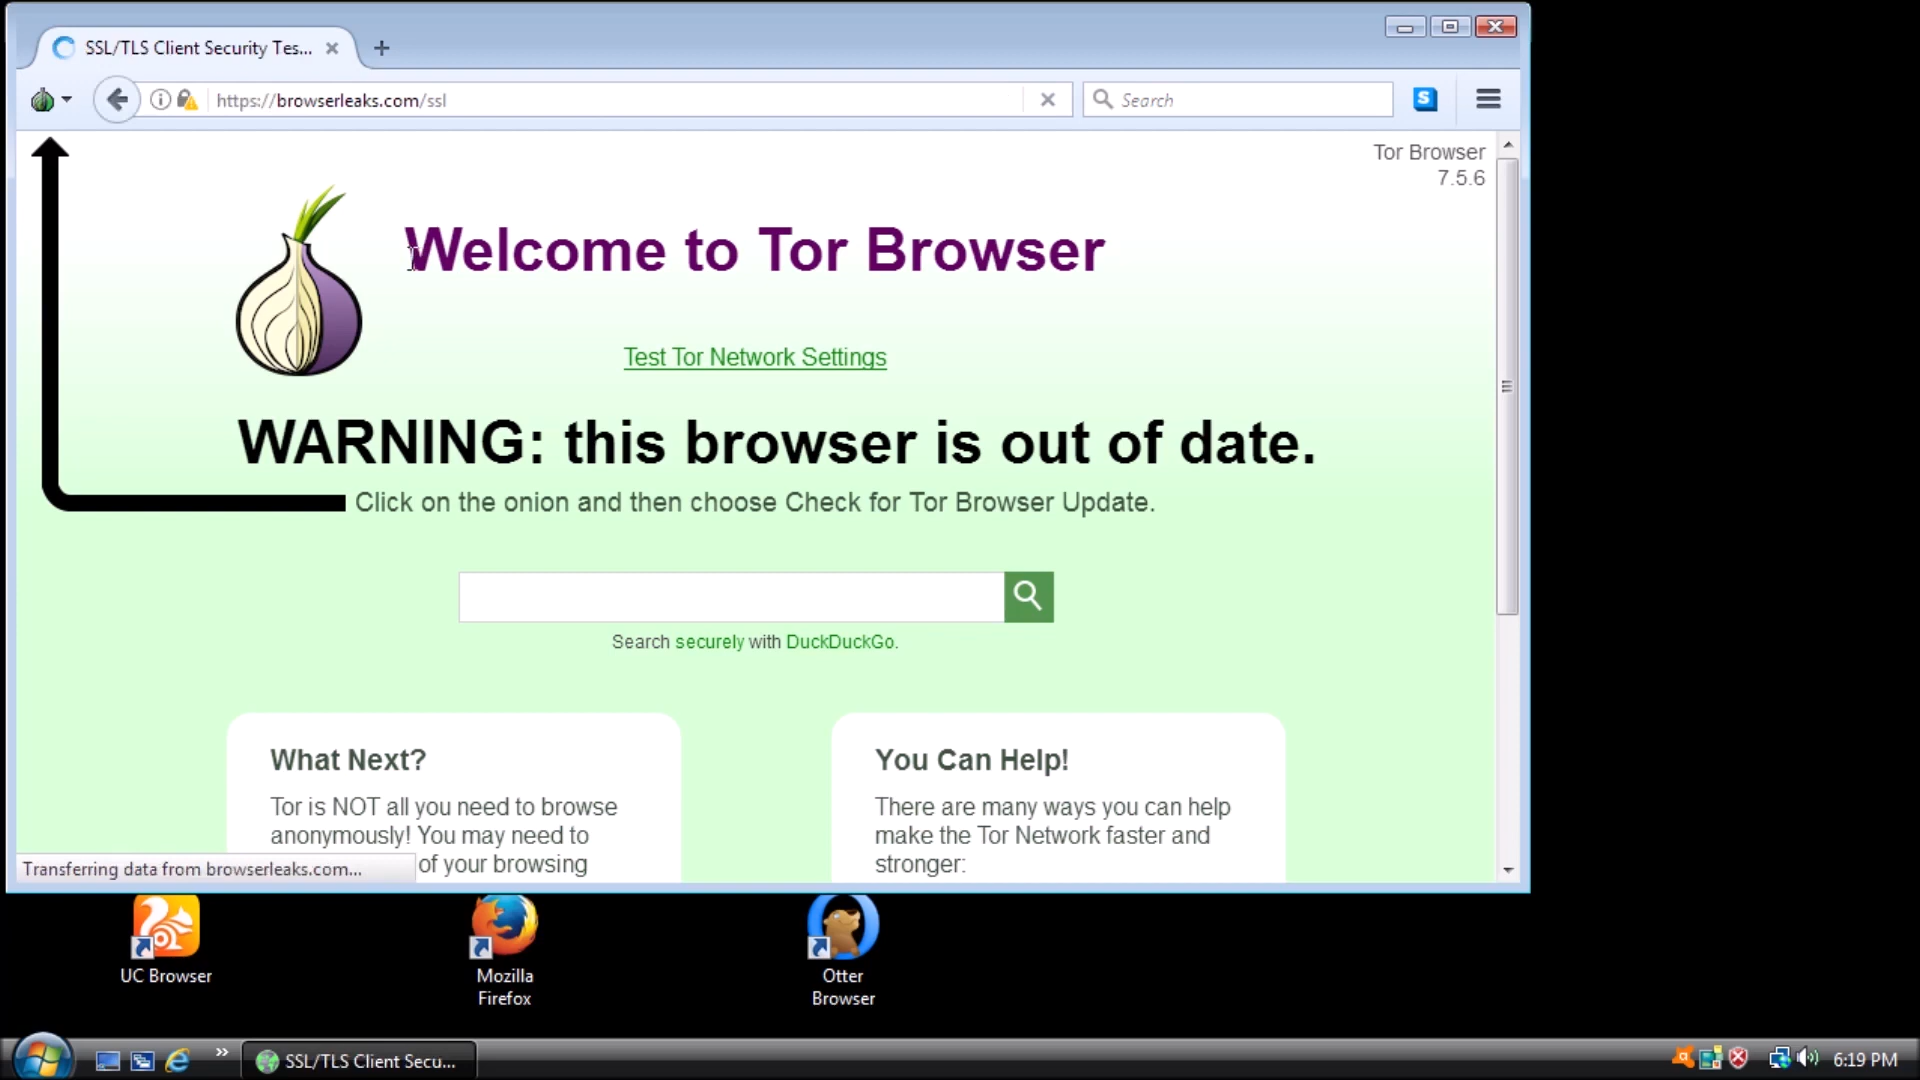 SSL/TLS Client Security Tes...
https://browserleaks.com/ssl
Search
S
Tor Browser
7.5.6
Welcome to Tor Browser
Test Tor Network Settings
WARNING: this browser is out of date.
Click on the onion and then choose Check for Tor Browser Update.
Search securely with DuckDuckGo.
What Next?
Tor is NOT all you need to browse
anonymously! You may need to
of your browsing
You Can Help!
There are many ways you can help
make the Tor Network faster and
stronger:
Transferring data from browserleaks.com...
UC Browser
Mozilla
Firefox
Otter
Browser
SSL/TLS Client Secu...
6:19 PM